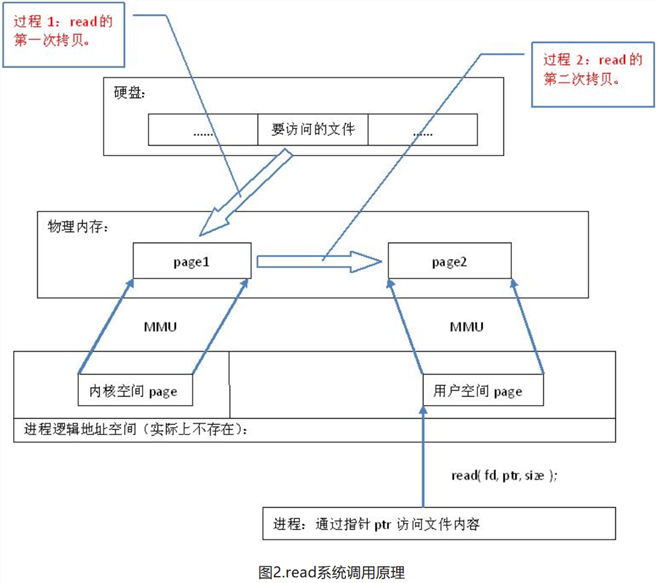 过程 1：read 的
第一次拷贝。
过程 2：read 的
第二次拷贝。
硬盘：
......
要访问的文件
......
物理内存：
page1
page2
MMU
MMU
内核空间 page
用户空间 page
进程逻辑地址空间（实际上不存在）：
read( fd, ptr, size );
进程：通过指针 ptr 访问文件内容
图2.read系统调用原理